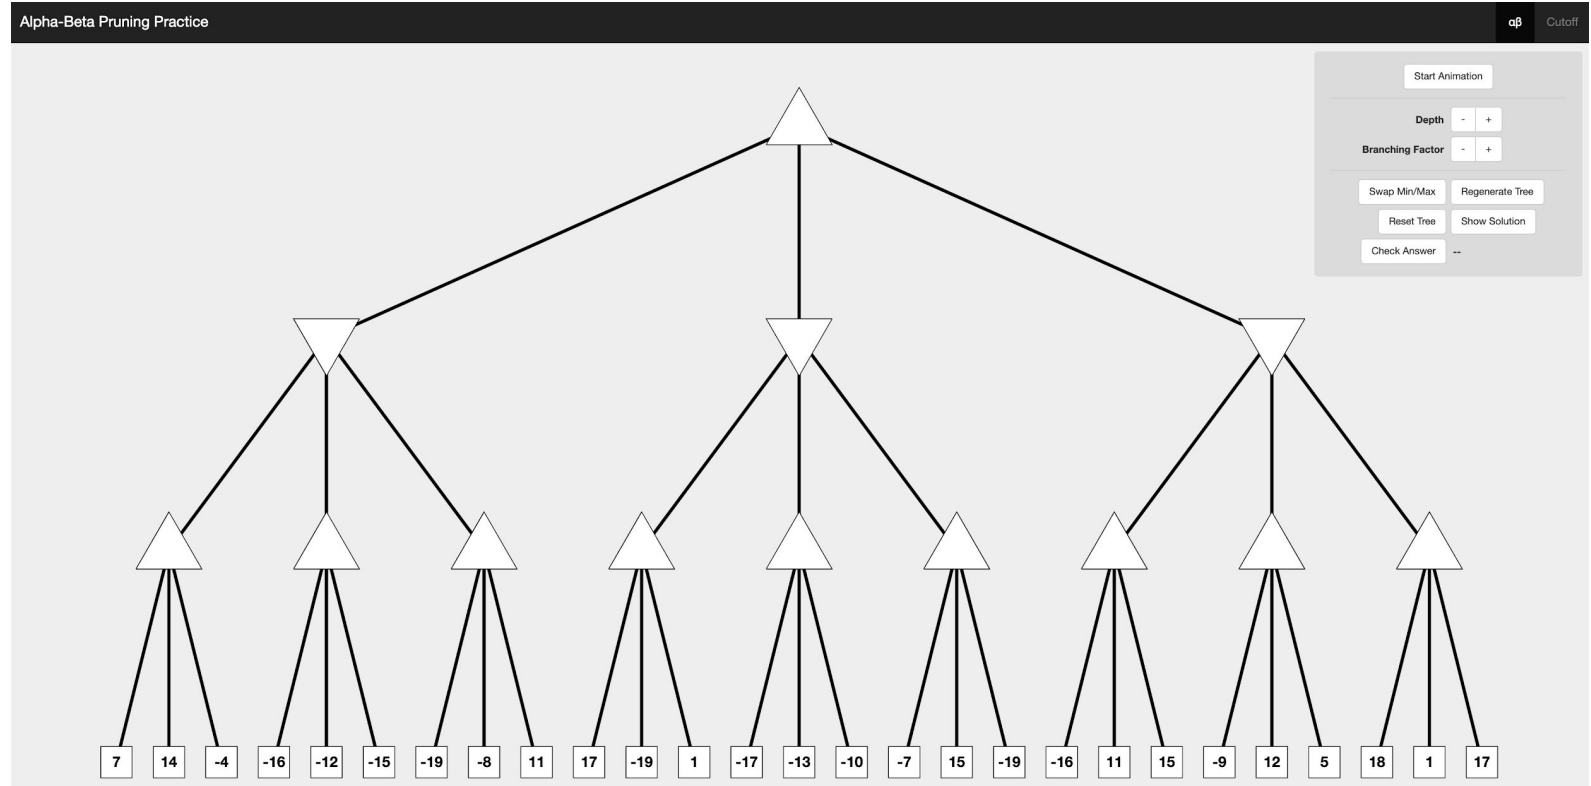 Alpha-Beta Pruning Practice
αβ Cutoff
Start Animation
Depth - +
Branching Factor - +
Swap Min/Max Regenerate Tree
Reset Tree Show Solution
Check Answer --
7 14 -4 -16 -12 -15 -19 -8 11 17 -19 1 -17 -13 -10 -7 15 -19 -16 11 15 -9 12 5 18 1 17